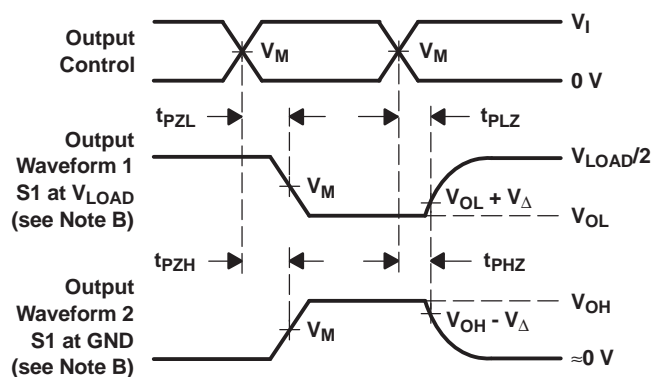 Output
Control
V_M
V_M
V_I
0 V
t_PZL
t_PLZ
Output
Waveform 1
S1 at V_LOAD
(see Note B)
V_M
V_LOAD/2
V_OL + V_Δ
V_OL
t_PZH
t_PHZ
Output
Waveform 2
S1 at GND
(see Note B)
V_M
V_OH
V_OH - V_Δ
≈0 V